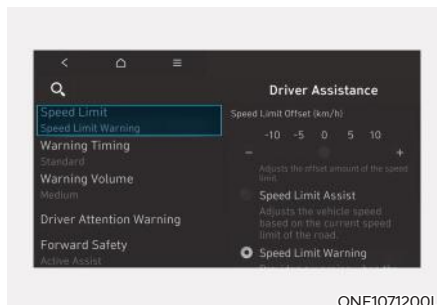 Driver Assistance
Speed Limit
Speed Limit Warning
Warning Timing
Standard
Warning Volume
Medium
Driver Attention Warning
Forward Safety
Active Assist
Speed Limit Offset (km/h)
-10 -5 0 5 10
- +
Adjusts the offset amount of the speed
limit.
Speed Limit Assist
Adjusts the vehicle speed
based on the current speed
limit of the road.
Speed Limit Warning
ONE1071200L